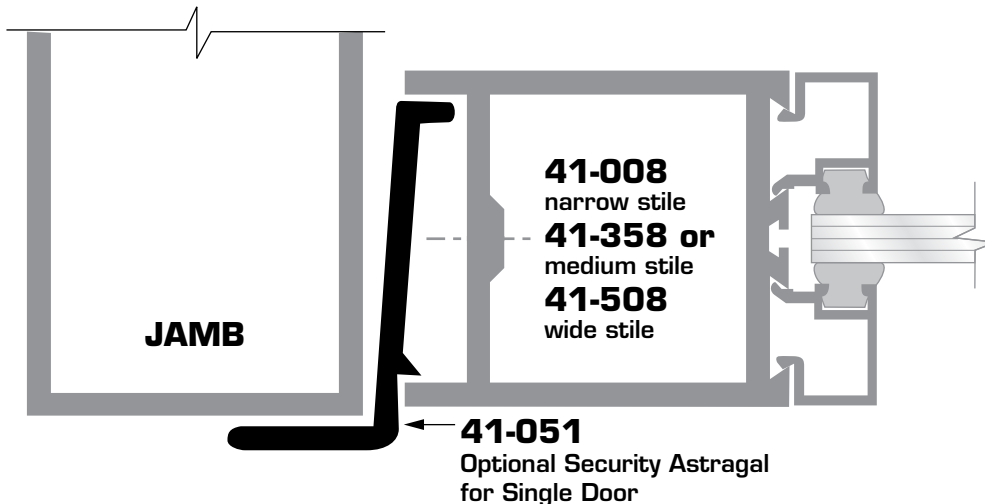 41-008
narrow stile
41-358 or
medium stile
41-508
wide stile
JAMB
41-051
Optional Security Astragal
for Single Door